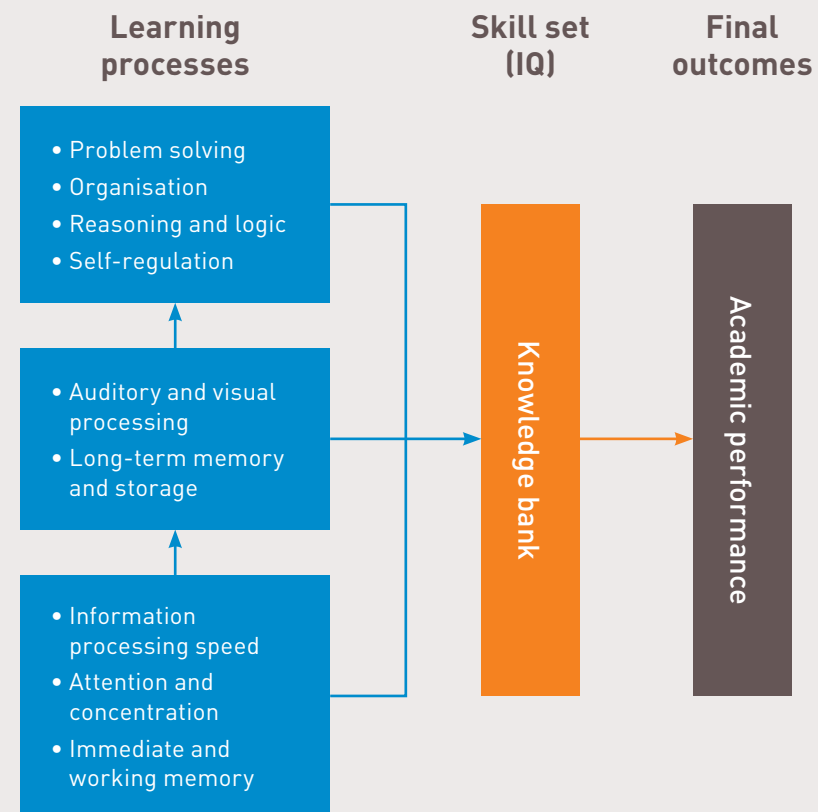 Learning
processes
Skill set
(IQ)
Final
outcomes
• Problem solving
• Organisation
• Reasoning and logic
• Self-regulation
• Auditory and visual
processing
• Long-term memory
and storage
• Information
processing speed
• Attention and
concentration
• Immediate and
working memory
Knowledge bank
Academic performance